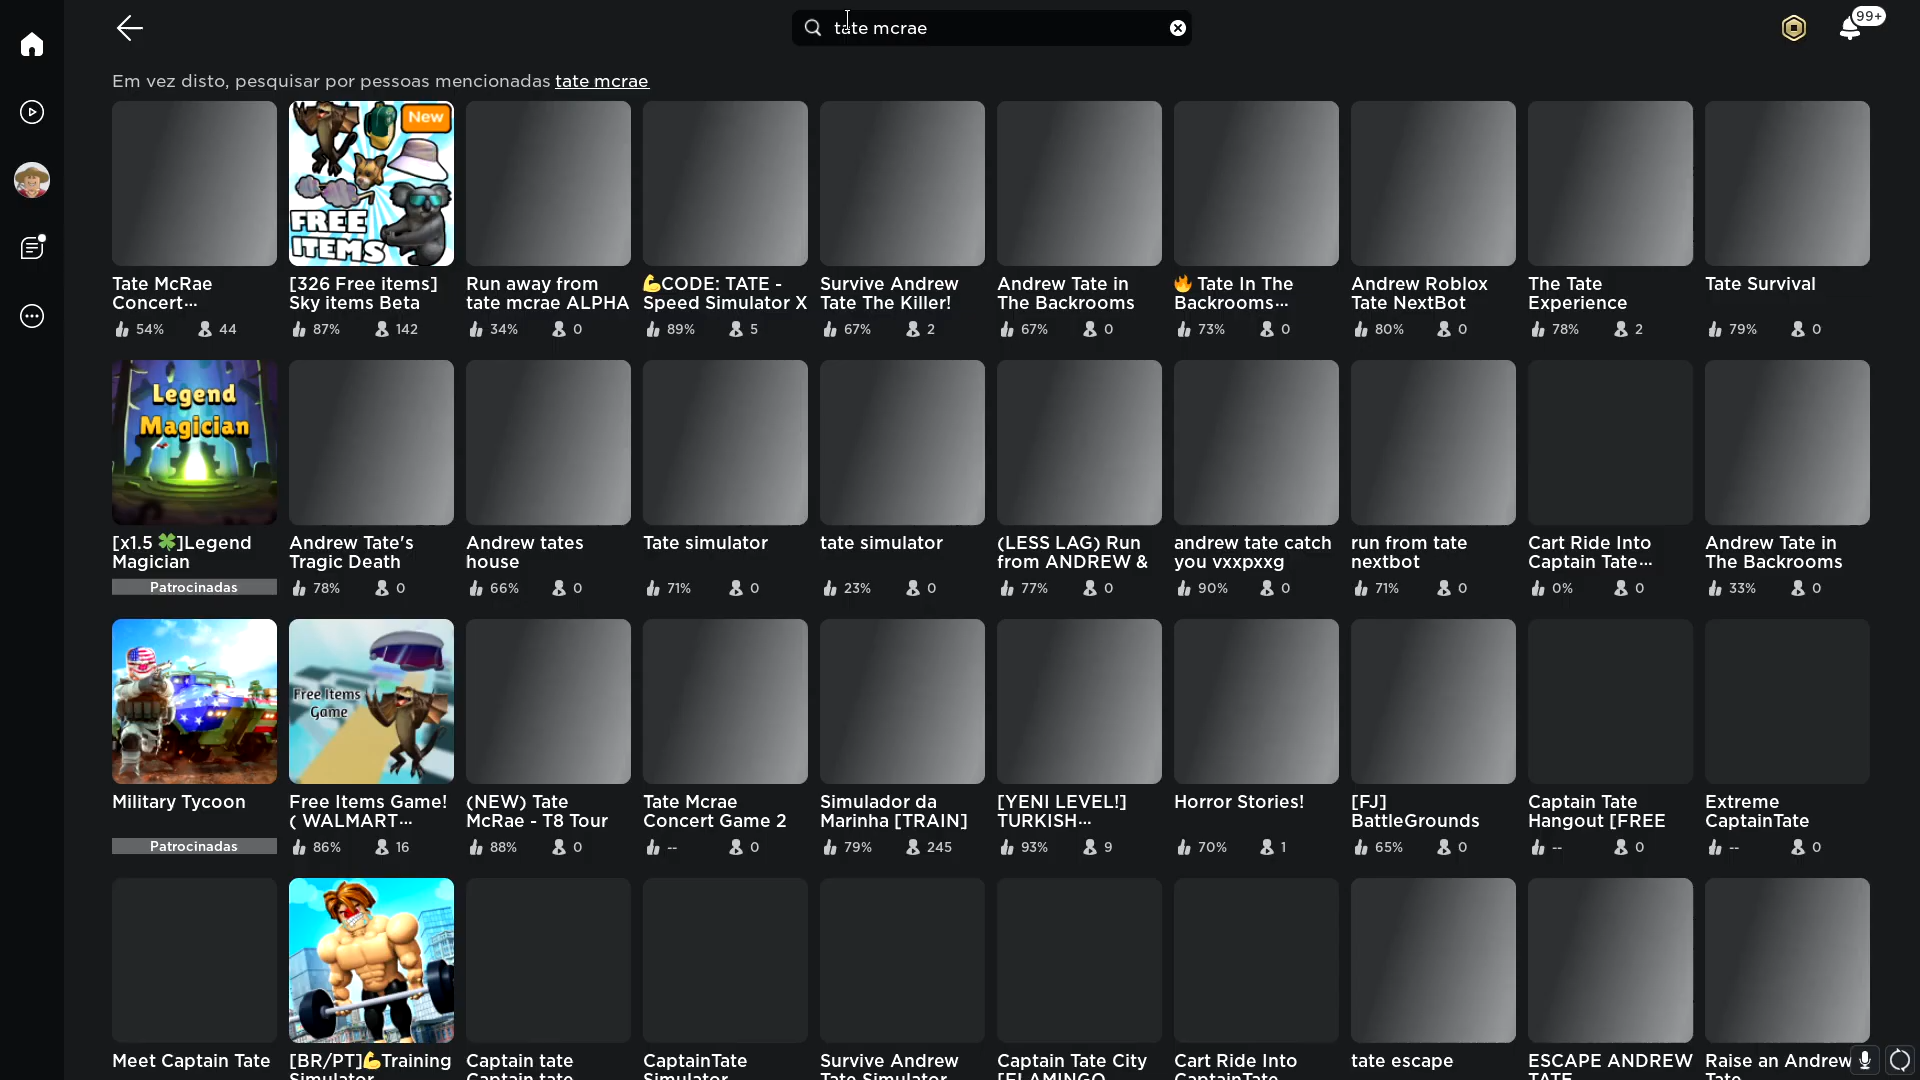 tate mcrae
99+
Em vez disto, pesquisar por pessoas mencionadas tate mcrae
New
FREE
ITEMS
Tate McRae
Concert...
54% 44
[326 Free items]
Sky items Beta
87% 142
Run away from
tate mcrae ALPHA
34% 0
💪CODE: TATE -
Speed Simulator X
89% 5
Survive Andrew
Tate The Killer!
67% 2
Andrew Tate in
The Backrooms
67% 0
🔥 Tate In The
Backrooms...
73% 0
Andrew Roblox
Tate NextBot
80% 0
The Tate
Experience
78% 2
Tate Survival
79% 0
Legend
Magician
[x1.5 🍀]Legend
Magician
Patrocinadas
Andrew Tate's
Tragic Death
78% 0
Andrew tates
house
66% 0
Tate simulator
71% 0
tate simulator
23% 0
(LESS LAG) Run
from ANDREW &
77% 0
andrew tate catch
you vxxpxxg
90% 0
run from tate
nextbot
71% 0
Cart Ride Into
Captain Tate...
0% 0
Andrew Tate in
The Backrooms
33% 0
Military Tycoon
Patrocinadas
Free Items
Game
Free Items Game!
( WALMART...
86% 16
(NEW) Tate
McRae - T8 Tour
88% 0
Tate Mcrae
Concert Game 2
-- 0
Simulador da
Marinha [TRAIN]
79% 245
[YENI LEVEL!]
TURKISH...
93% 9
Horror Stories!
70% 1
[FJ]
BattleGrounds
65% 0
Captain Tate
Hangout [FREE
-- 0
Extreme
CaptainTate
-- 0
Meet Captain Tate
[BR/PT]💪Training
Simulator
Captain tate
Captain tate
CaptainTate
Simulator
Survive Andrew
Tate Simulator
Captain Tate City
[FLAMINGO
Cart Ride Into
CaptainTate
tate escape
ESCAPE ANDREW
TATE
Raise an Andrew
Tate